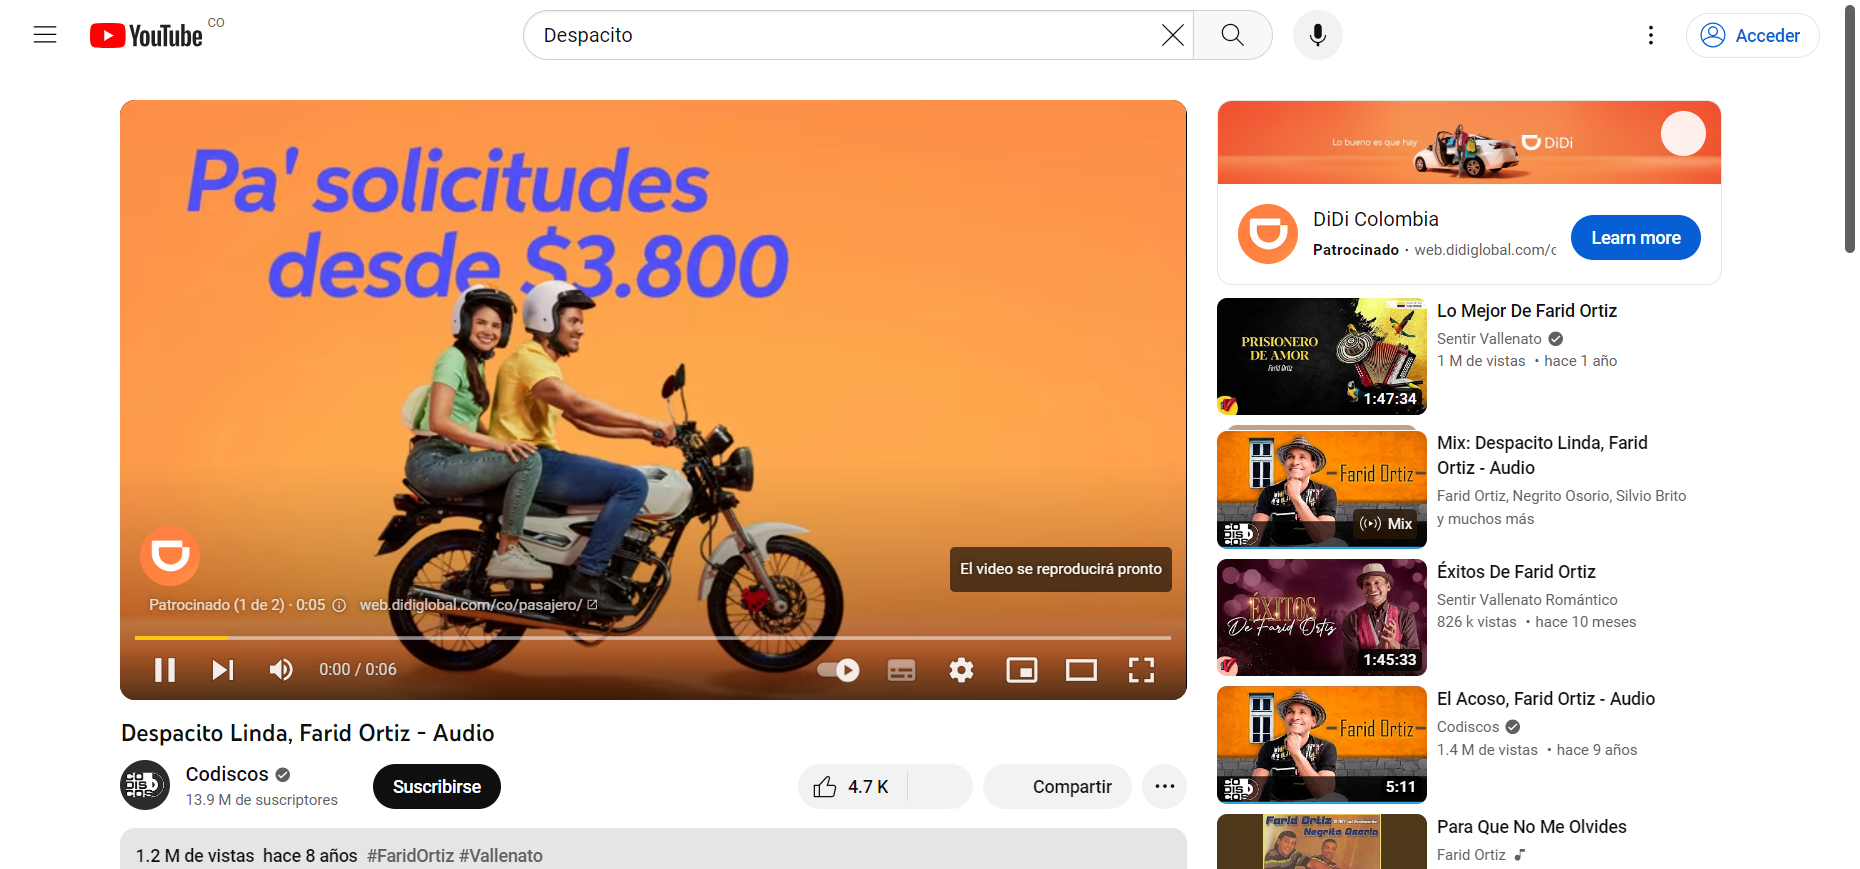 YouTube CO
Despacito
Acceder
Pa' solicitudes
desde $3.800
El video se reproducirá pronto
Patrocinado (1 de 2) · 0:05 web.didiglobal.com/co/pasajero/
0:00 / 0:06
Despacito Linda, Farid Ortiz - Audio
CODISCOS
Codiscos
13.9 M de suscriptores
Suscribirse
4.7 K
Compartir
1.2 M de vistas hace 8 años #FaridOrtiz #Vallenato
Lo bueno es que hay
DiDi
DiDi Colombia
Patrocinado · web.didiglobal.com/c
Learn more
PRISIONERO
DE AMOR
Farid Ortiz
1:47:34
Lo Mejor De Farid Ortiz
Sentir Vallenato
1 M de vistas • hace 1 año
Farid Ortiz
CODISCOS
Mix
Mix: Despacito Linda, Farid
Ortiz - Audio
Farid Ortiz, Negrito Osorio, Silvio Brito
y muchos más
ÉXITOS
De Farid Ortiz
1:45:33
Éxitos De Farid Ortiz
Sentir Vallenato Romántico
826 k vistas • hace 10 meses
Farid Ortiz
CODISCOS
5:11
El Acoso, Farid Ortiz - Audio
Codiscos
1.4 M de vistas • hace 9 años
Farid Ortiz
Negrito Osorio
Para Que No Me Olvides
Farid Ortiz